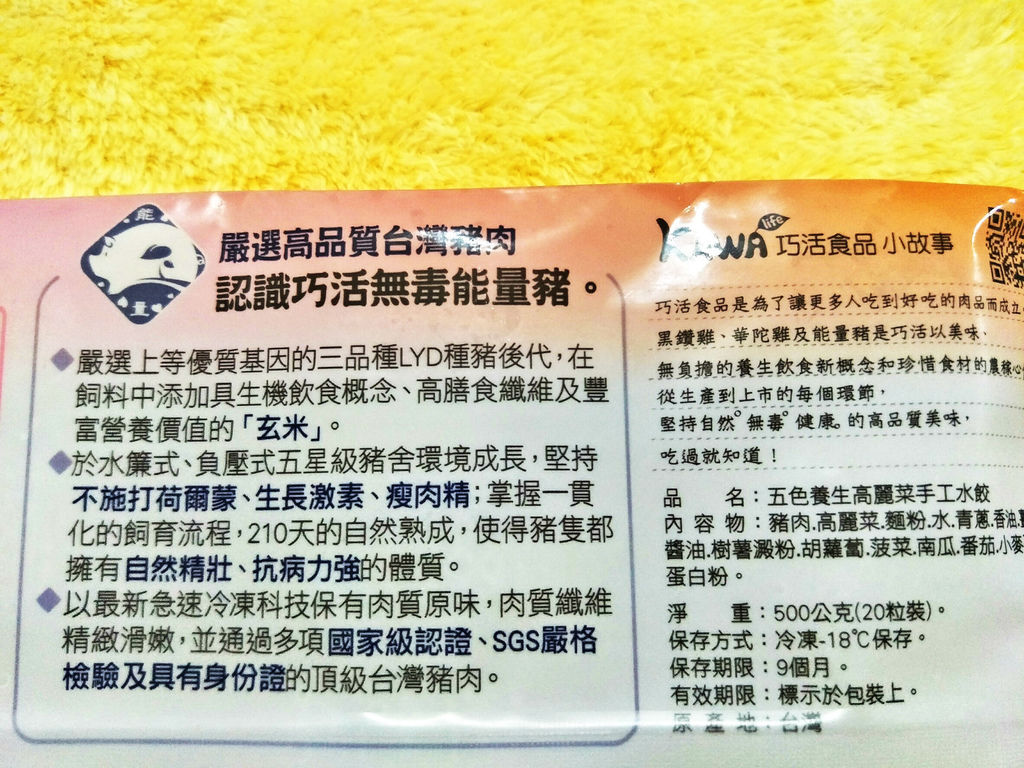 能
量
嚴選高品質台灣豬肉
認識巧活無毒能量豬。
嚴選上等優質基因的三品種LYD種豬後代,在
飼料中添加具生機飲食概念、高膳食纖維及豐
富營養價值的「玄米」。
於水簾式、負壓式五星級豬舍環境成長,堅持
不施打荷爾蒙、生長激素、瘦肉精;掌握一貫
化的飼育流程,210天的自然熟成,使得豬隻都
擁有自然精壯、抗病力強的體質。
以最新急速冷凍科技保有肉質原味,肉質纖維
精緻滑嫩,並通過多項國家級認證、SGS嚴格
檢驗及具有身份證的頂級台灣豬肉。
KAWA life 巧活食品 小故事
巧活食品是為了讓更多人吃到好吃的肉品而成立
黑鑽雞、華陀雞及能量豬是巧活以美味、
無負擔的養生飲食新概念和珍惜食材的農稼心
從生產到上市的每個環節,
堅持自然°無毒°健康。的高品質美味,
吃過就知道!
品名:五色養生高麗菜手工水餃
內容物:豬肉.高麗菜.麵粉.水.青蔥.香油.
醬油.樹薯澱粉.胡蘿蔔.菠菜.南瓜.番茄.小麥
蛋白粉。
淨重:500公克(20粒裝)。
保存方式:冷凍-18℃保存。
保存期限:9個月。
有效期限:標示於包裝上。
原產地:台灣